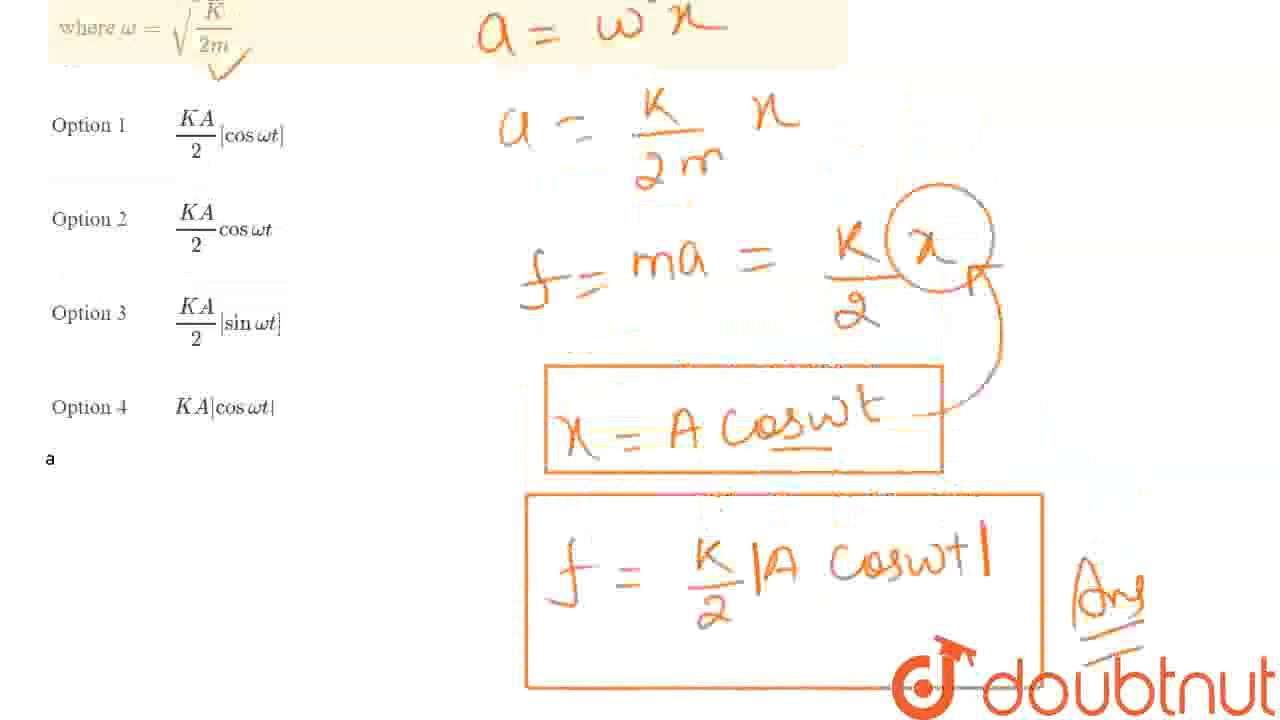 where ω = √(K/2m)
a = ω²x
Option 1 KA/2 |cos ωt|
a = K/2m x
Option 2 KA/2 cos ωt
f = ma = K/2 x
Option 3 KA/2 |sin ωt|
Option 4 KA|cos ωt|
x = A cosωt
a
f = K/2 |A cosωt|
Ans
doubtnut